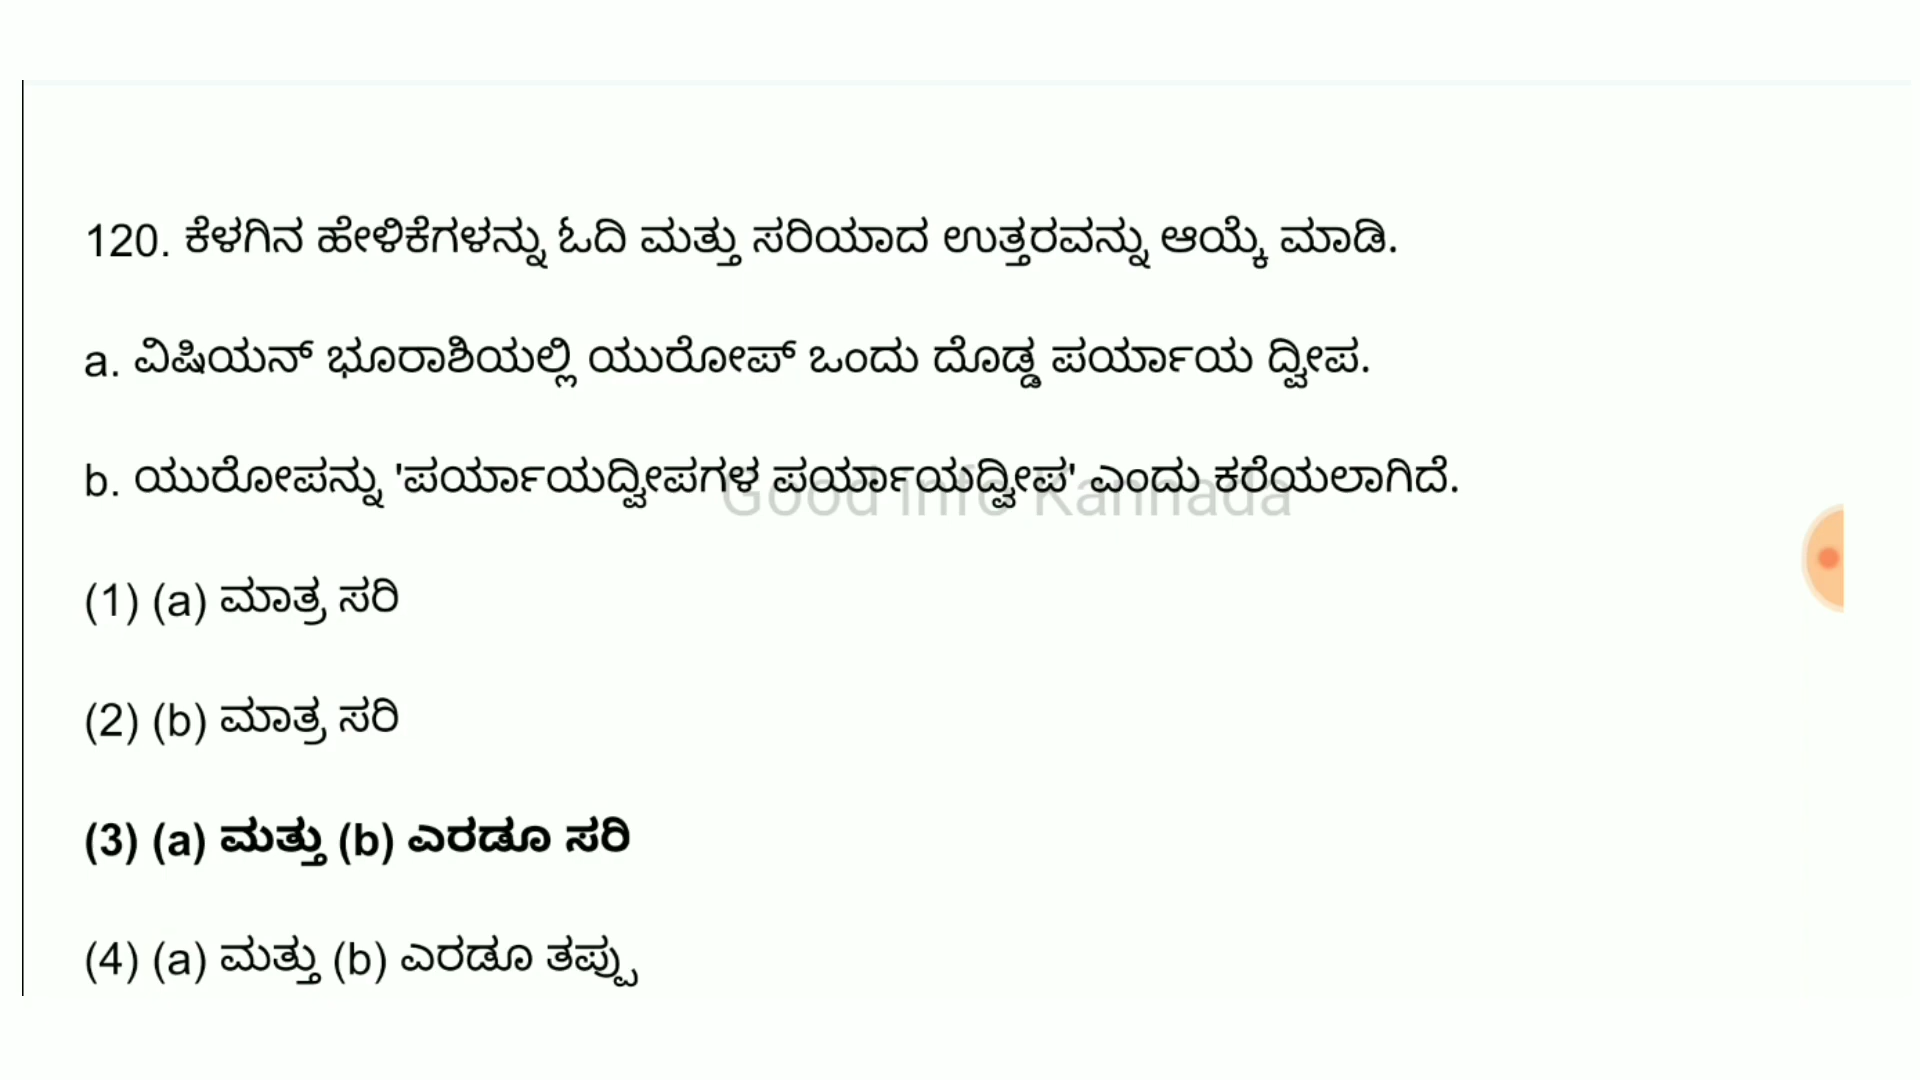 120. ಕೆಳಗಿನ ಹೇಳಿಕೆಗಳನ್ನು ಓದಿ ಮತ್ತು ಸರಿಯಾದ ಉತ್ತರವನ್ನು ಆಯ್ಕೆ ಮಾಡಿ.
a. ವಿಷಿಯನ್ ಭೂರಾಶಿಯಲ್ಲಿ ಯುರೋಪ್ ಒಂದು ದೊಡ್ಡ ಪರ್ಯಾಯ ದ್ವೀಪ.
b. ಯುರೋಪನ್ನು 'ಪರ್ಯಾಯದ್ವೀಪಗಳ ಪರ್ಯಾಯದ್ವೀಪ' ಎಂದು ಕರೆಯಲಾಗಿದೆ.
Good info Kannada
(1) (a) ಮಾತ್ರ ಸರಿ
(2) (b) ಮಾತ್ರ ಸರಿ
(3) (a) ಮತ್ತು (b) ಎರಡೂ ಸರಿ
(4) (a) ಮತ್ತು (b) ಎರಡೂ ತಪ್ಪು